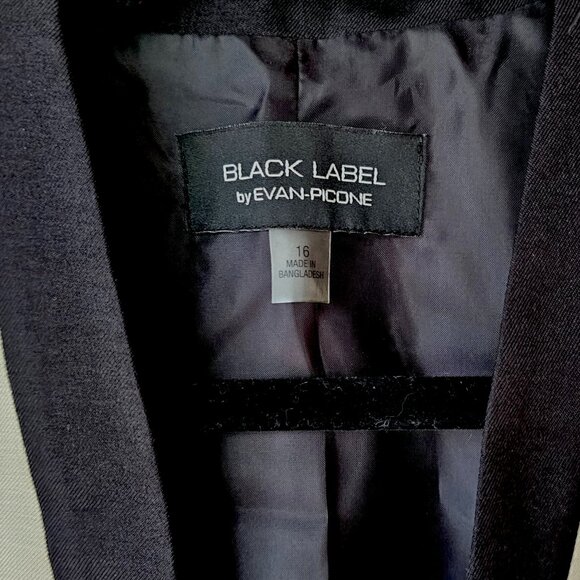 BLACK LABEL
by EVAN-PICONE
16
MADE IN
BANGLADESH